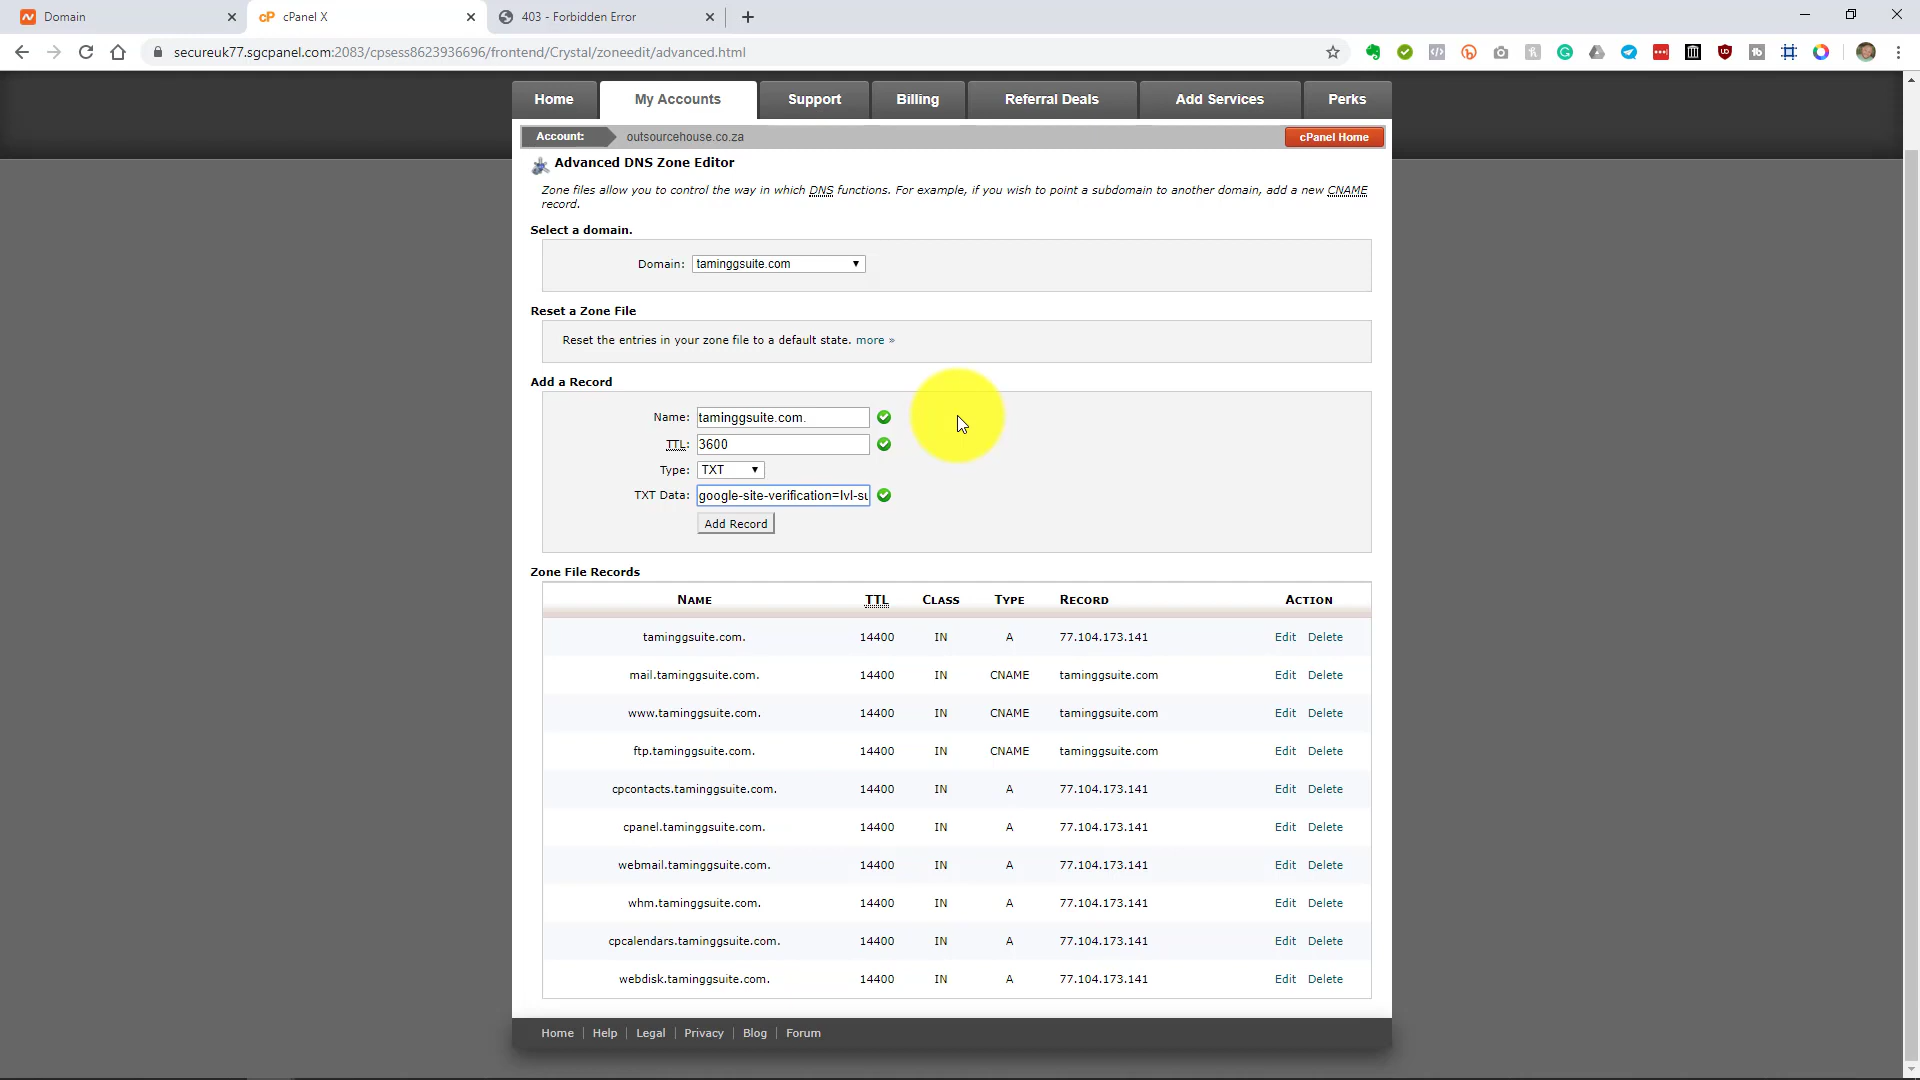 Domain
cPanel X
403 - Forbidden Error
secureuk77.sgcpanel.com:2083/cpsess8623936696/frontend/Crystal/zoneedit/advanced.html
Home
My Accounts
Support
Billing
Referral Deals
Add Services
Perks
Account:
outsourcehouse.co.za
cPanel Home
Advanced DNS Zone Editor
Zone files allow you to control the way in which DNS functions. For example, if you wish to point a subdomain to another domain, add a new CNAME
record.
Select a domain.
Domain: taminggsuite.com
Reset a Zone File
Reset the entries in your zone file to a default state. more »
Add a Record
Name: taminggsuite.com.
TTL: 3600
Type: TXT
TXT Data: google-site-verification=lvl-su
Add Record
Zone File Records
NAME TTL CLASS TYPE RECORD ACTION
taminggsuite.com. 14400 IN A 77.104.173.141 Edit Delete
mail.taminggsuite.com. 14400 IN CNAME taminggsuite.com Edit Delete
www.taminggsuite.com. 14400 IN CNAME taminggsuite.com Edit Delete
ftp.taminggsuite.com. 14400 IN CNAME taminggsuite.com Edit Delete
cpcontacts.taminggsuite.com. 14400 IN A 77.104.173.141 Edit Delete
cpanel.taminggsuite.com. 14400 IN A 77.104.173.141 Edit Delete
webmail.taminggsuite.com. 14400 IN A 77.104.173.141 Edit Delete
whm.taminggsuite.com. 14400 IN A 77.104.173.141 Edit Delete
cpcalendars.taminggsuite.com. 14400 IN A 77.104.173.141 Edit Delete
webdisk.taminggsuite.com. 14400 IN A 77.104.173.141 Edit Delete
Home | Help | Legal | Privacy | Blog | Forum